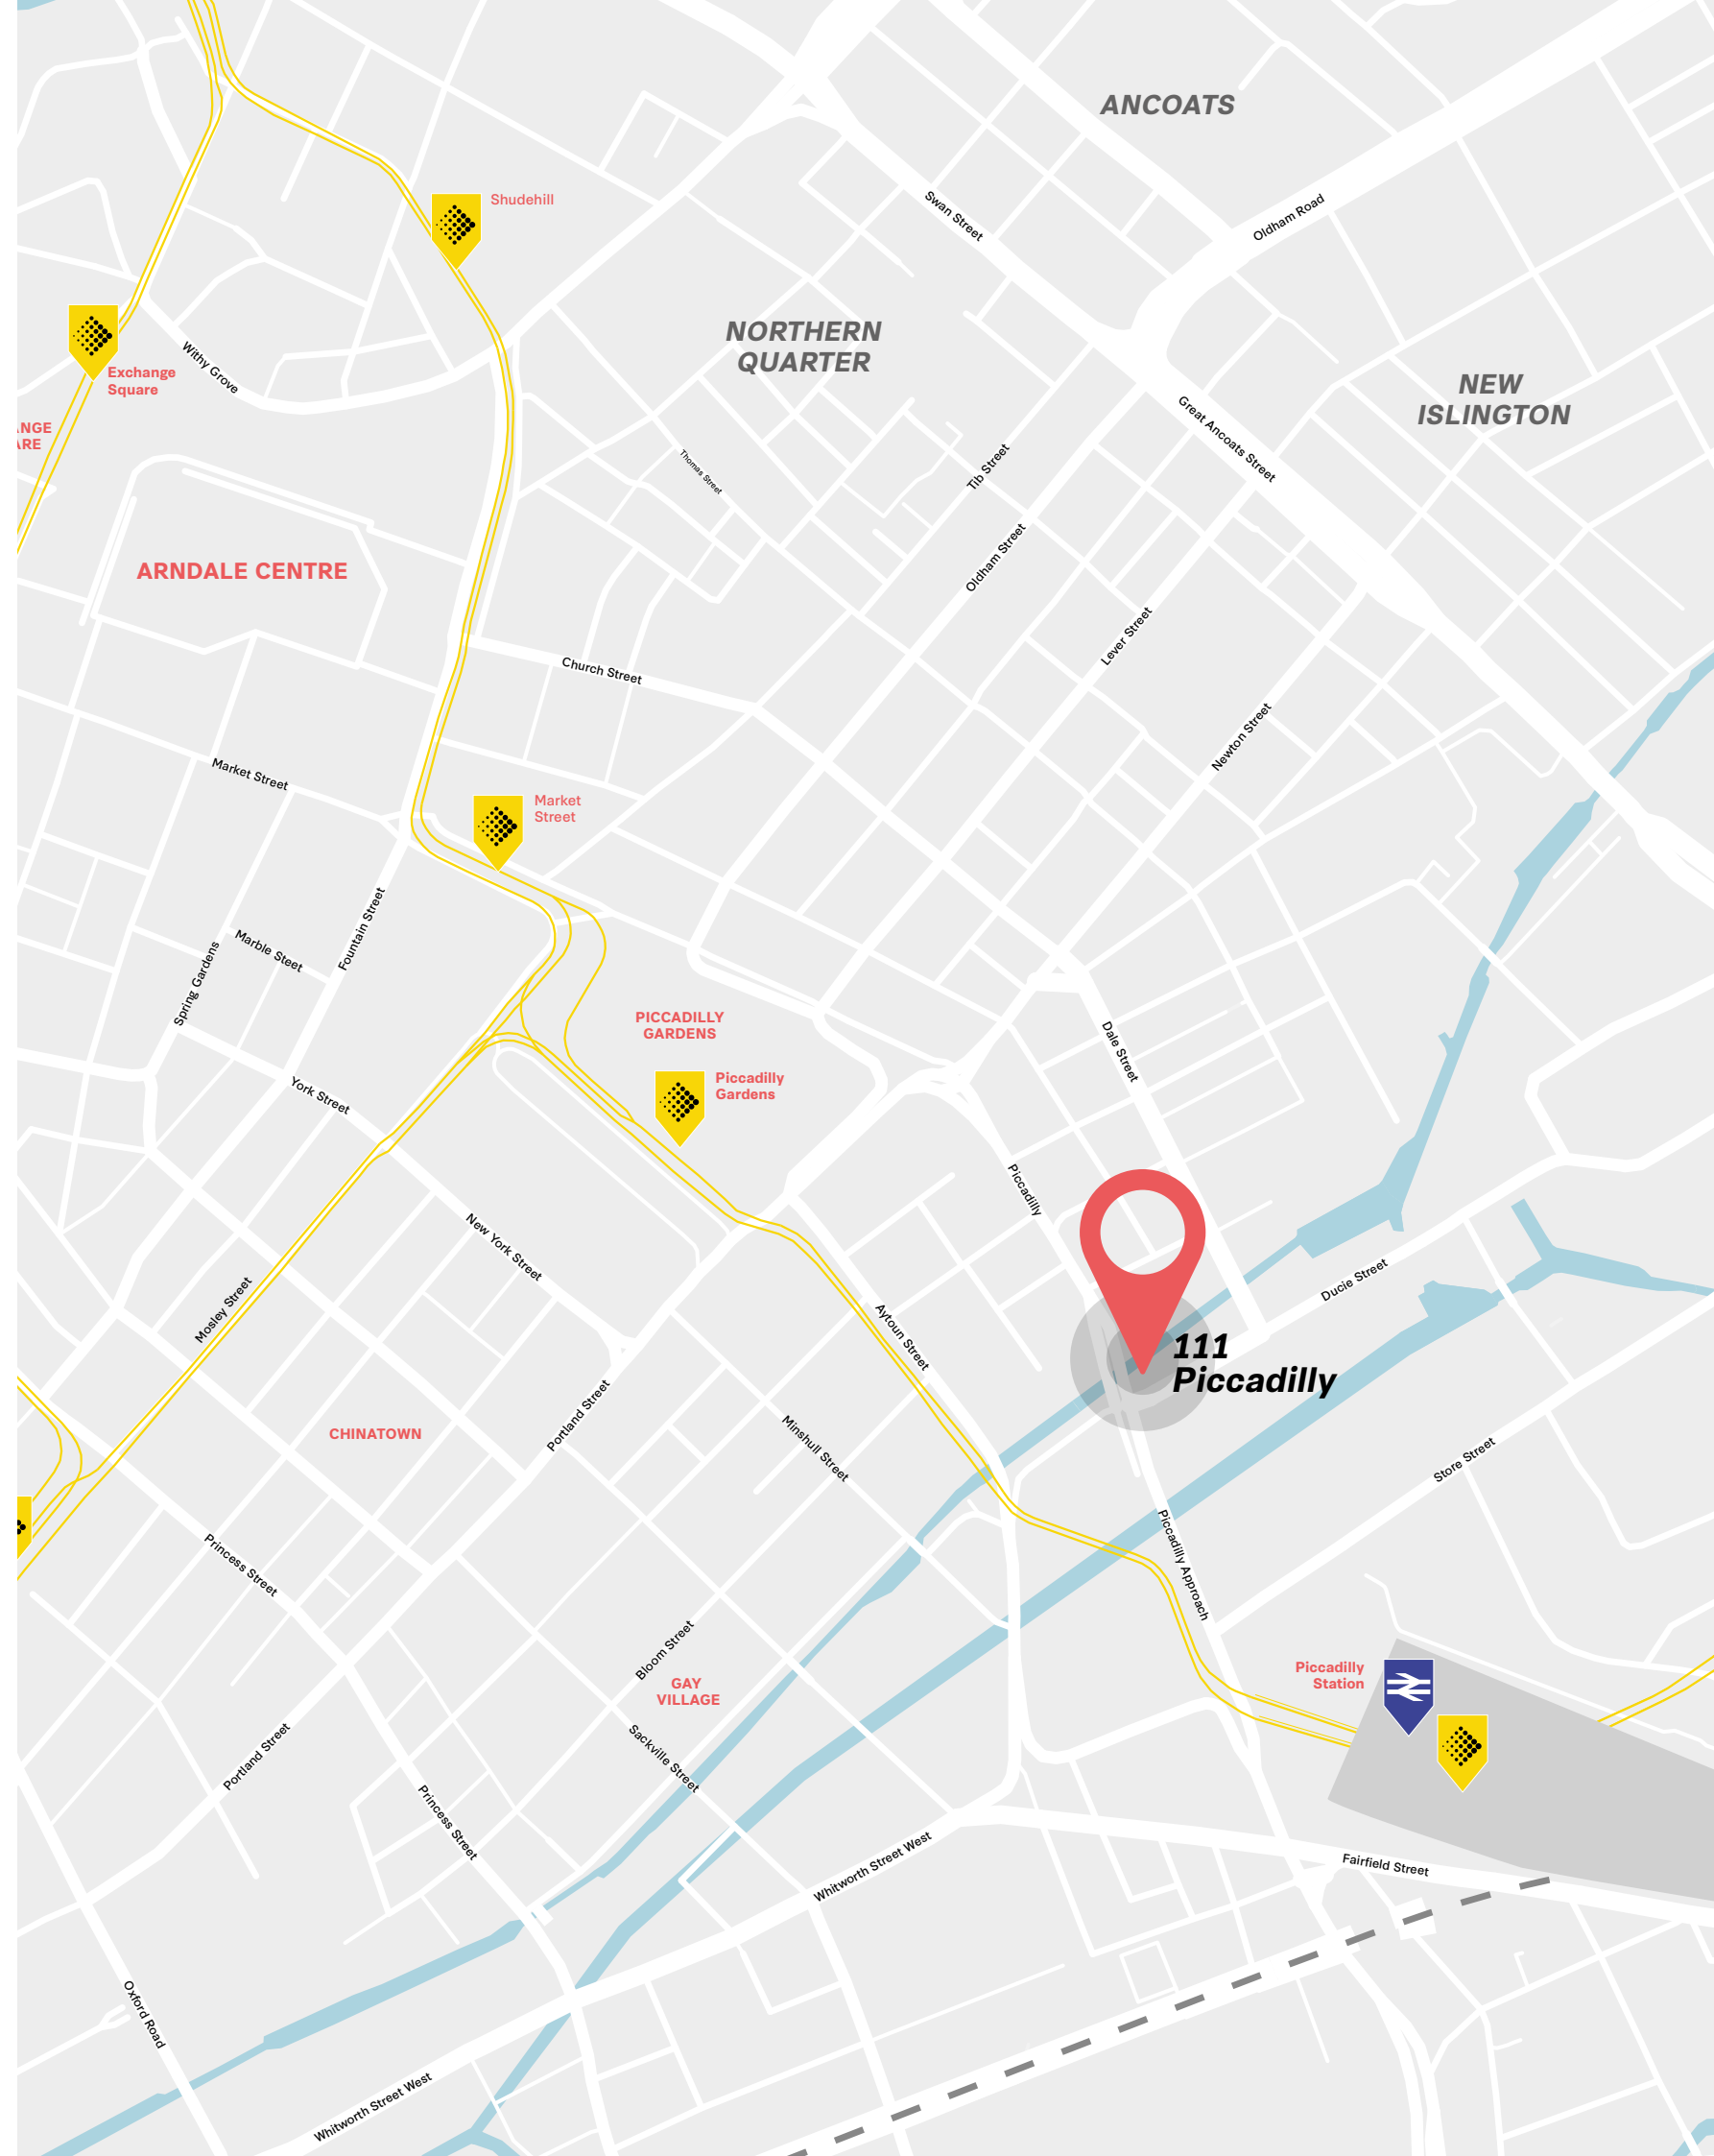 ANCOATS
Shudehill
Swan Street
Oldham Road
NORTHERN
QUARTER
Exchange
Square
Withy Grove
NEW
ISLINGTON
ANGE
ARE
Great Ancoats Street
Thomas Street
Tib Street
Oldham Street
ARNDALE CENTRE
Lever Street
Church Street
Newton Street
Market Street
Market
Street
Fountain Street
Marble Steet
Spring Gardens
PICCADILLY
GARDENS
Dale Street
Piccadilly
Gardens
York Street
Piccadilly
New York Street
Ducie Street
Mosley Street
Aytoun Street
111
Piccadilly
Portland Street
CHINATOWN
Minshull Street
Store Street
Princess Street
Piccadilly Approach
Bloom Street
Piccadilly
Station
GAY
VILLAGE
Portland Street
Sackville Street
Princess Street
Whitworth Street West
Fairfield Street
Oxford Road
Whitworth Street West